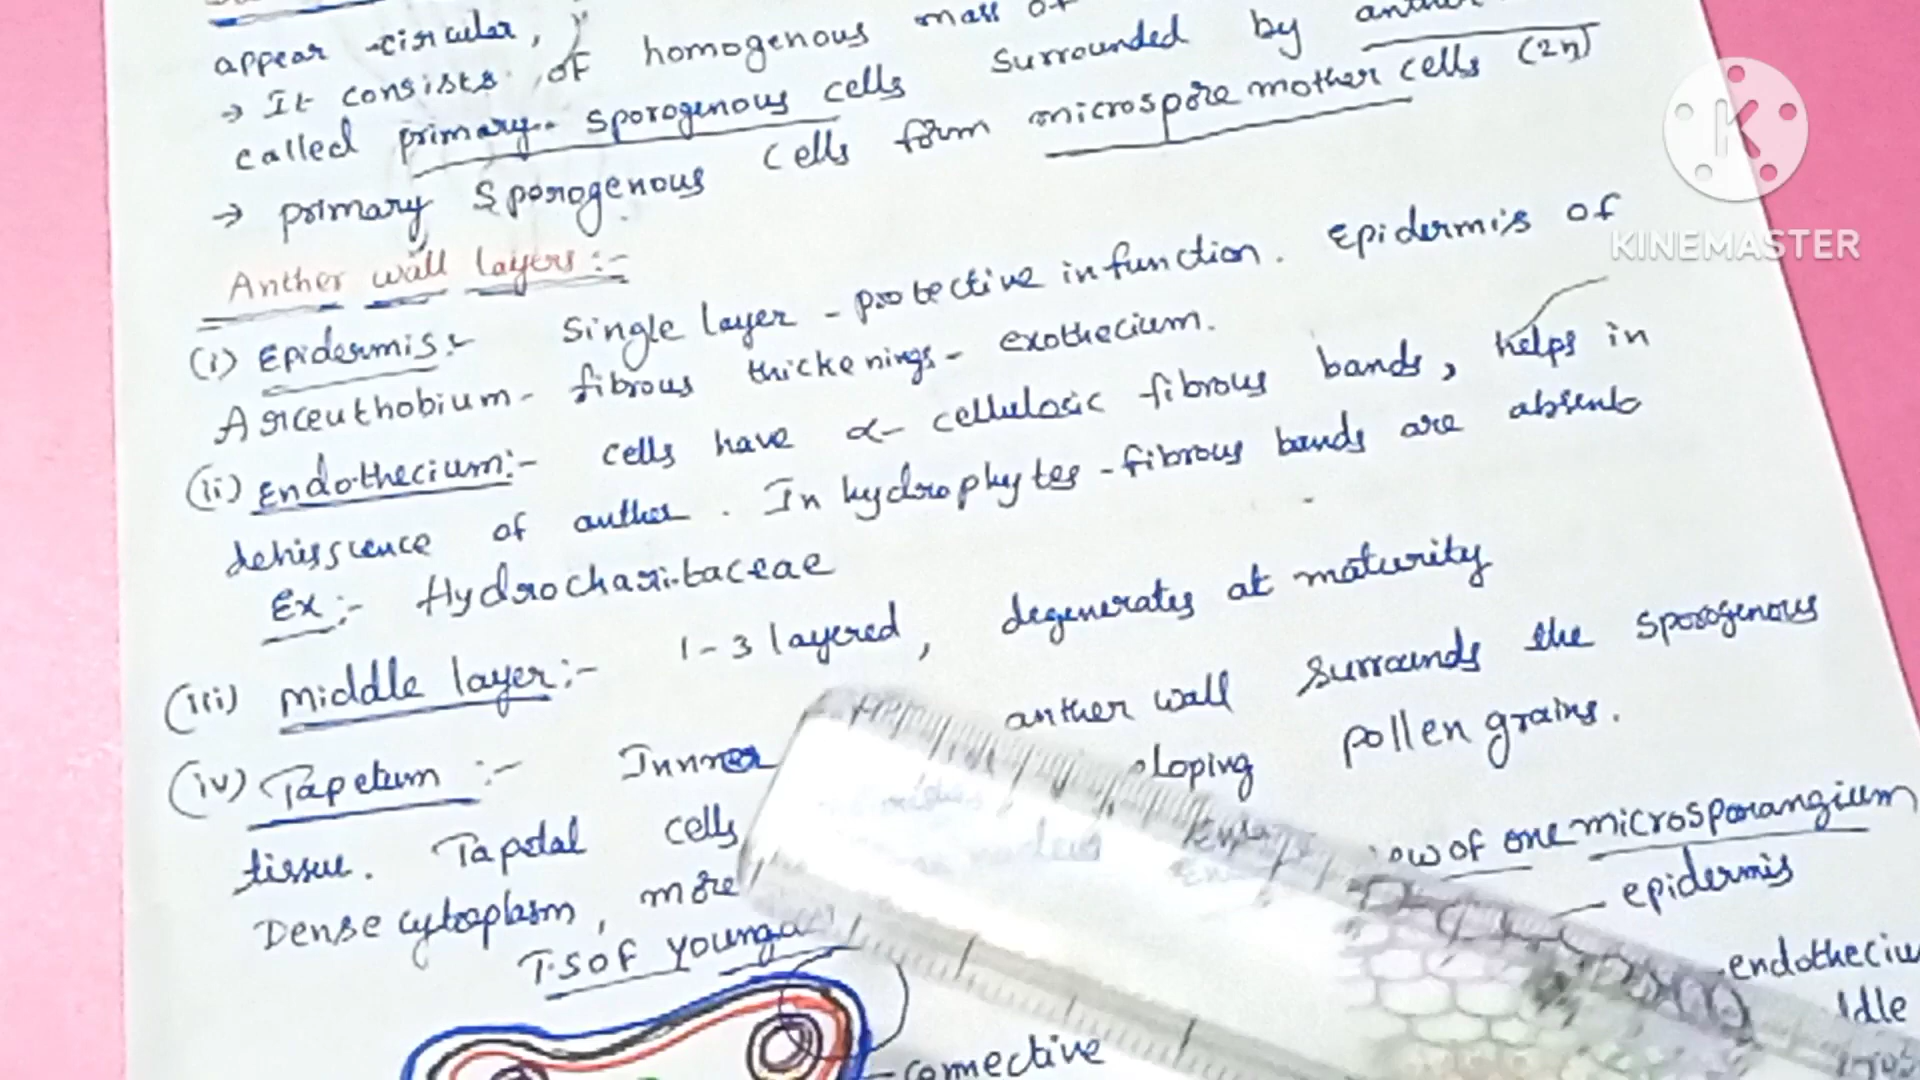 appear circular,
→ It consists of homogenous mass of
called primary sporogenous cells surrounded by
→ primary sporogenous cells form microspore mother cells (2n)
Anther wall layers :-
(i) Epidermis :- Single layer - protective in function. Epidermis of
Arceuthobium - fibrous thickenings - exothecium.
(ii) Endothecium :- cells have α- cellulosic fibrous bands, helps in
dehisscence of anther. In hydrophytes - fibrous bands are absent
Ex :- Hydrocharitaceae
(iii) Middle layer :- 1-3 layered, degenerates at maturity
(iv) Tapetum :- Inner anther wall surrounds the sporogenous
tissue. Tapetal cells pollen grains.
Dense cytoplasm, more
T.S OF Young
of one microsporangium
epidermis
connective
KINEMASTER